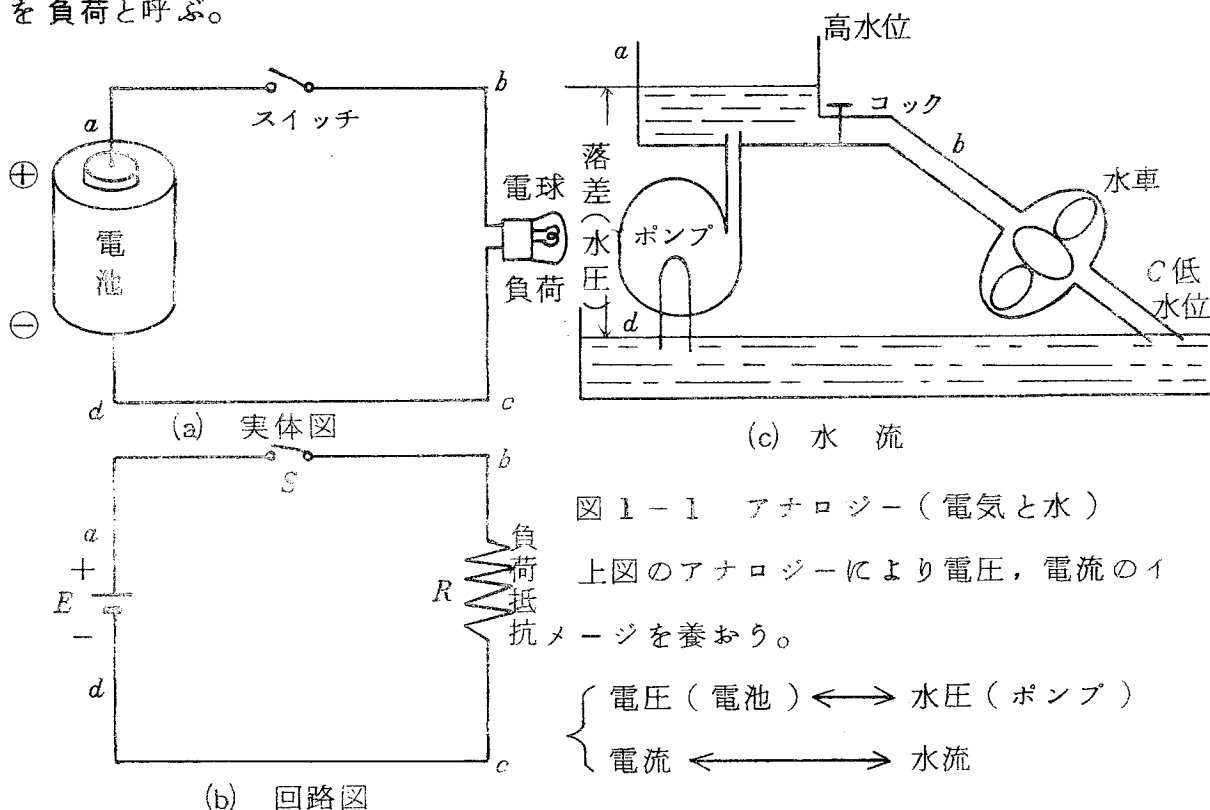 を負荷と呼ぶ。
a
スイッチ
b
⊕
電池
⊖
電球
負荷
d
c
(a) 実体図
a
高水位
コック
b
落差(水圧)
ポンプ
水車
C低
水位
d
(c) 水 流
S
b
a
+
E
−
R
負荷抵抗
d
c
(b) 回路図
図1-1 アナロジー(電気と水)
上図のアナロジーにより電圧,電流のイ
メージを養おう。
電圧(電池)⟷水圧(ポンプ)
電流⟷水流